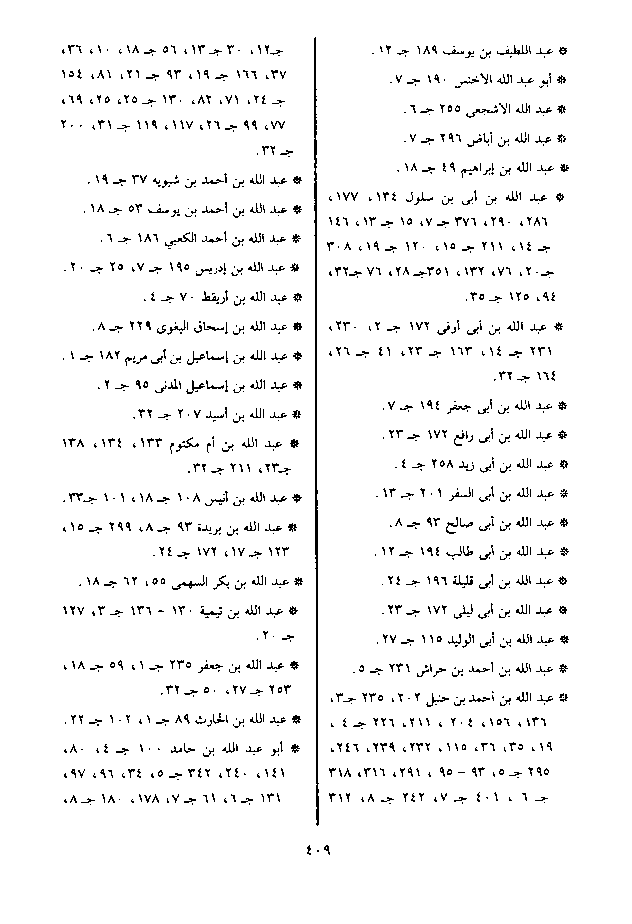 * عبد اللطيف بن يوسف ١٨٩ جـ ١٢.
* أبو عبد الله الأخنس ١٩٠ جـ ٧.
* عبد الله الأشجعى ٢٥٥ جـ ٦.
* عبد الله بن أباض ٢٩٦ جـ ٧.
* عبد الله بن إبراهيم ٤٩ جـ ١٨.
* عبد الله بن أبى بن سلول ١٣٤، ١٧٧،
٢٨٦، ٢٩٠، ٣٧٦ جـ ٧، ١٥ جـ ١٣، ١٤٦
جـ ١٤، ٢١١ جـ ١٥، ١٢٠ جـ ١٩، ٣٠٨
جـ٢٠، ٧٦، ١٣٢، ٣٥١جـ ٢٨، ٧٦ جـ٣٢،
٩٤، ١٢٥ جـ ٣٥.
* عبد الله بن أبى أوفى ١٧٢ جـ ٢، ٢٣٠،
٢٣١ جـ ١٤، ١٦٣ جـ ٢٣، ٤١ جـ ٢٦،
١٦٤ جـ ٣٢.
* عبد الله بن أبى جعفر ١٩٤ جـ ٧.
* عبد الله بن أبى رافع ١٧٢ جـ ٢٣.
* عبد الله بن أبى زيد ٢٥٨ جـ ٤.
* عبد الله بن أبى السفر ٢٠١ جـ ١٣.
* عبد الله بن أبى صالح ٩٣ جـ ٨.
* عبد الله بن أبى طالب ١٩٤ جـ ١٢.
* عبد الله بن أبى قليلة ١٩٦ جـ ٢٤.
* عبد الله بن أبى ليلى ١٧٢ جـ ٢٣.
* عبد الله بن أبى الوليد ١١٥ جـ ٢٧.
* عبد الله بن أحمد بن حراش ٢٣١ جـ ٥.
* عبد الله بن أحمد بن حنبل ٢٠٢، ٢٣٥ جـ٣،
١٣٦، ١٥٦، ٢٠٤، ٢١١، ٢٢٦ جـ ٤،
١٩، ٣٥، ٣٦، ١١٥، ٢٣٢، ٢٣٩، ٢٤٦،
٢٩٥ جـ ٥، ٩٣ - ٩٥، ٢٩١، ٣١٦، ٣١٨
جـ ٦، ٤٠١ جـ ٧، ٢٤٢ جـ ٨، ٣١٢
جـ١٢، ٣٠ جـ ١٣، ٥٦ جـ ١٨، ١٠، ٣٦،
٣٧، ١٦٦ جـ ١٩، ٩٣ جـ ٢١، ٨١، ١٥٤
جـ ٢٤، ٧١، ٨٢، ١٣٠ جـ ٢٥، ٢٥، ٦٩،
٧٧، ٩٩ جـ ٢٦، ١١٧، ١١٩ جـ ٣١، ٢٠٠
جـ ٣٢.
* عبد الله بن أحمد بن شبويه ٣٧ جـ ١٩.
* عبد الله بن أحمد بن يوسف ٥٣ جـ ١٨.
* عبد الله بن أحمد الكعبي ١٨٦ جـ ٦.
* عبد الله بن إدريس ١٩٥ جـ ٧، ٢٥ جـ ٢٠.
* عبد الله بن أريقط ٧٠ جـ ٤.
* عبد الله بن إسحاق البغوى ٢٢٩ جـ ٨.
* عبد الله بن إسماعيل بن أبى مريم ١٨٢ جـ ١.
* عبد الله بن إسماعيل المدنى ٩٥ جـ ٢.
* عبد الله بن أسيد ٢٠٧ جـ ٣٢.
* عبد الله بن أم مكتوم ١٣٣، ١٣٤، ١٣٨
جـ٢٣، ٢١١ جـ ٣٢.
* عبد الله بن أنيس ١٠٨ جـ ١٨، ١٠١ جـ٣٣.
* عبد الله بن بريدة ٩٣ جـ ٨، ٢٩٩ جـ ١٥،
١٢٣ جـ ١٧، ١٧٢ جـ ٢٤.
* عبد الله بن بكر السهمى ٥٥، ٦٢ جـ ١٨.
* عبد الله بن تيمية ١٣٠ - ١٣٦ جـ ٣، ١٢٧
جـ ٢٠.
* عبد الله بن جعفر ٢٣٥ جـ ١، ٥٩ جـ ١٨،
٢٥٣ جـ ٢٧، ٥٠ جـ ٣٢.
* عبد الله بن الحارث ٨٩ جـ ١، ١٠٢ جـ ٢٢.
* أبو عبد الله بن حامد ١٠٠ جـ ٤، ٨٠،
١٤١، ٢٤٠، ٣٤٢ جـ ٥، ٣٤، ٩٦، ٩٧،
١٣١ جـ ٦، ٦١ جـ ٧، ١٧٨، ١٨٠ جـ ٨،
٤٠٩